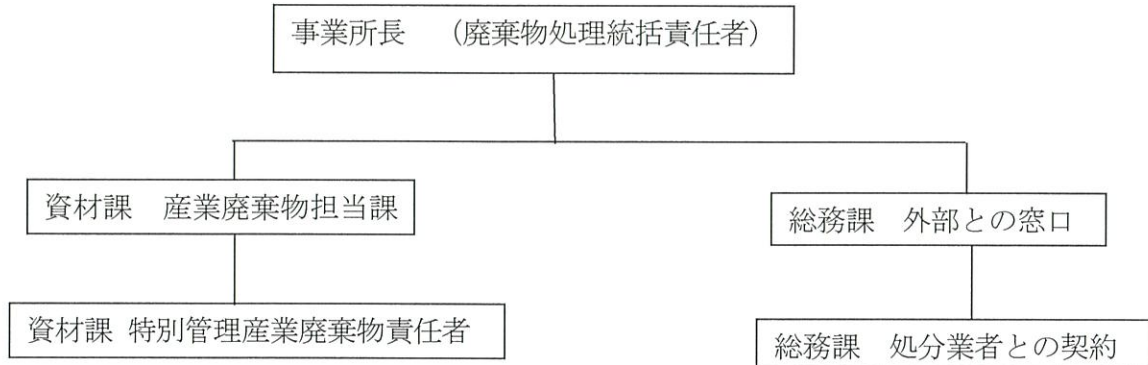 事業所長　（廃棄物処理統括責任者）
資材課　産業廃棄物担当課
総務課　外部との窓口
資材課 特別管理産業廃棄物責任者
総務課　処分業者との契約